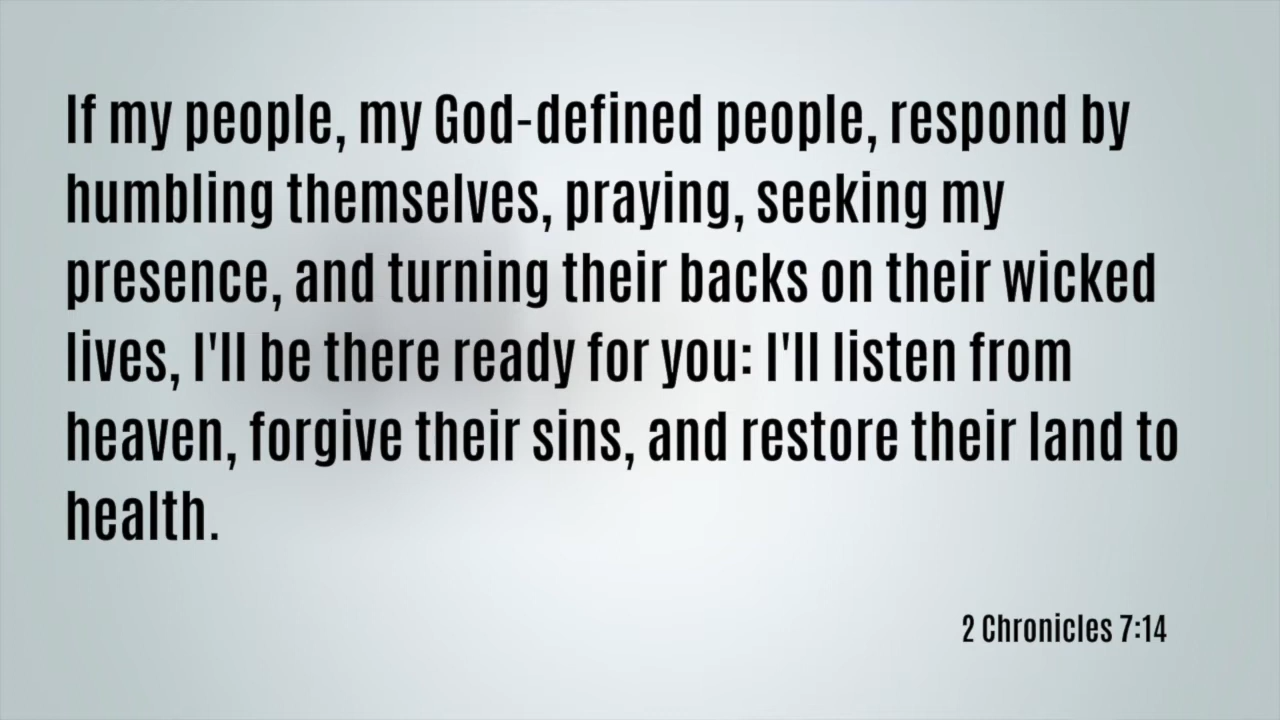 If my people, my God-defined people, respond by
humbling themselves, praying, seeking my
presence, and turning their backs on their wicked
lives, I'll be there ready for you: I'll listen from
heaven, forgive their sins, and restore their land to
health.
2 Chronicles 7:14